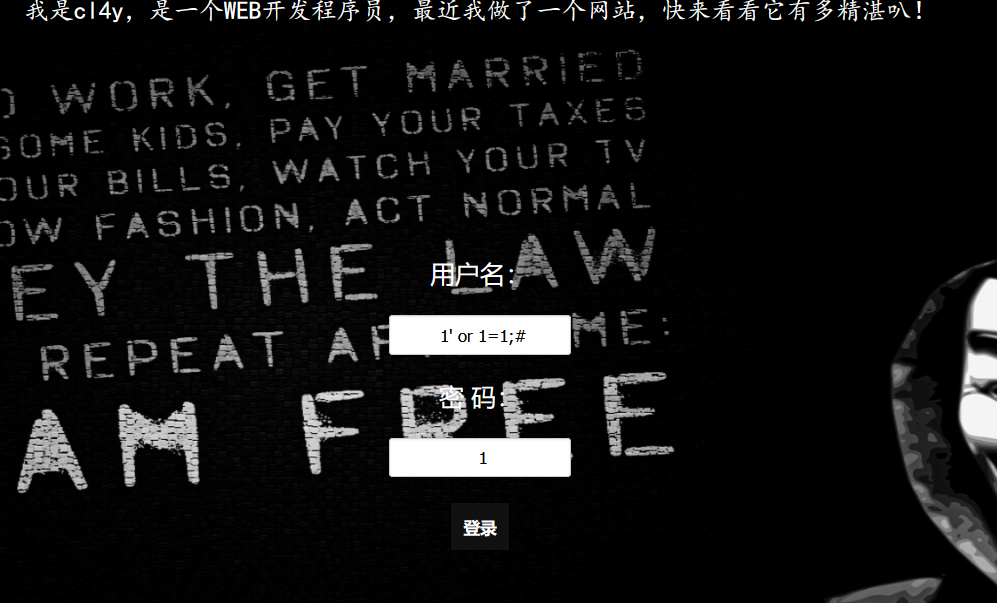 我是cl4y，是一个WEB开发程序员，最近我做了一个网站，快来看看它有多精湛叭！
WORK, GET MARRIED
SOME KIDS, PAY YOUR TAXES
OUR BILLS, WATCH YOUR TV
OW FASHION, ACT NORMAL
EY THE LAW
用户名：
REPEAT AF ME:
1' or 1=1;#
AM FREE
密 码：
1
登录